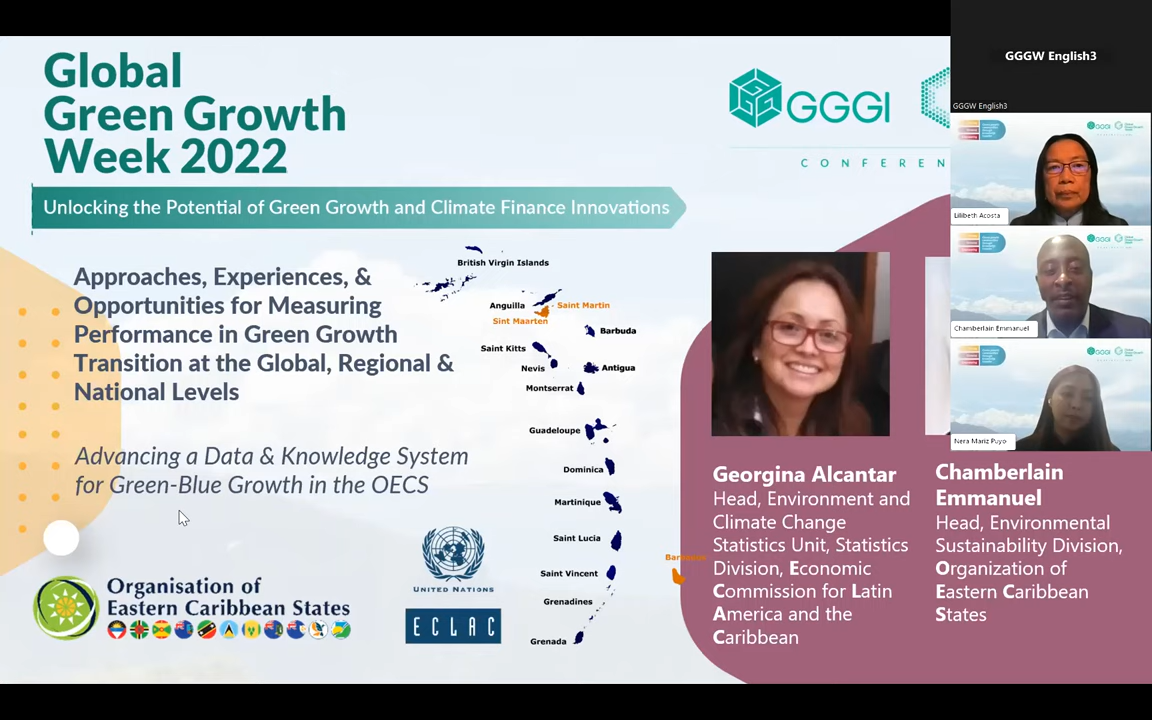 Global
Green Growth
Week 2022
Unlocking the Potential of Green Growth and Climate Finance Innovations
GGGI
CONFEREN
Approaches, Experiences, &
Opportunities for Measuring
Performance in Green Growth
Transition at the Global, Regional &
National Levels
Advancing a Data & Knowledge System
for Green-Blue Growth in the OECS
Organisation of
Eastern Caribbean States
UNITED NATIONS
ECLAC
British Virgin Islands
Anguilla
Saint Martin
Sint Maarten
Barbuda
Saint Kitts
Nevis
Antigua
Montserrat
Guadeloupe
Dominica
Martinique
Saint Lucia
Saint Vincent
Grenadines
Grenada
Georgina Alcantar
Head, Environment and
Climate Change
Statistics Unit, Statistics
Division, Economic
Commission for Latin
America and the
Caribbean
Chamberlain
Emmanuel
Head, Environmental
Sustainability Division,
Organization of
Eastern Caribbean
States
GGGW English3
GGGW English3
GGGI
Lilibeth Acosta
GGGI
Chamberlain Emmanuel
GGGI
Nera Mariz Puyo